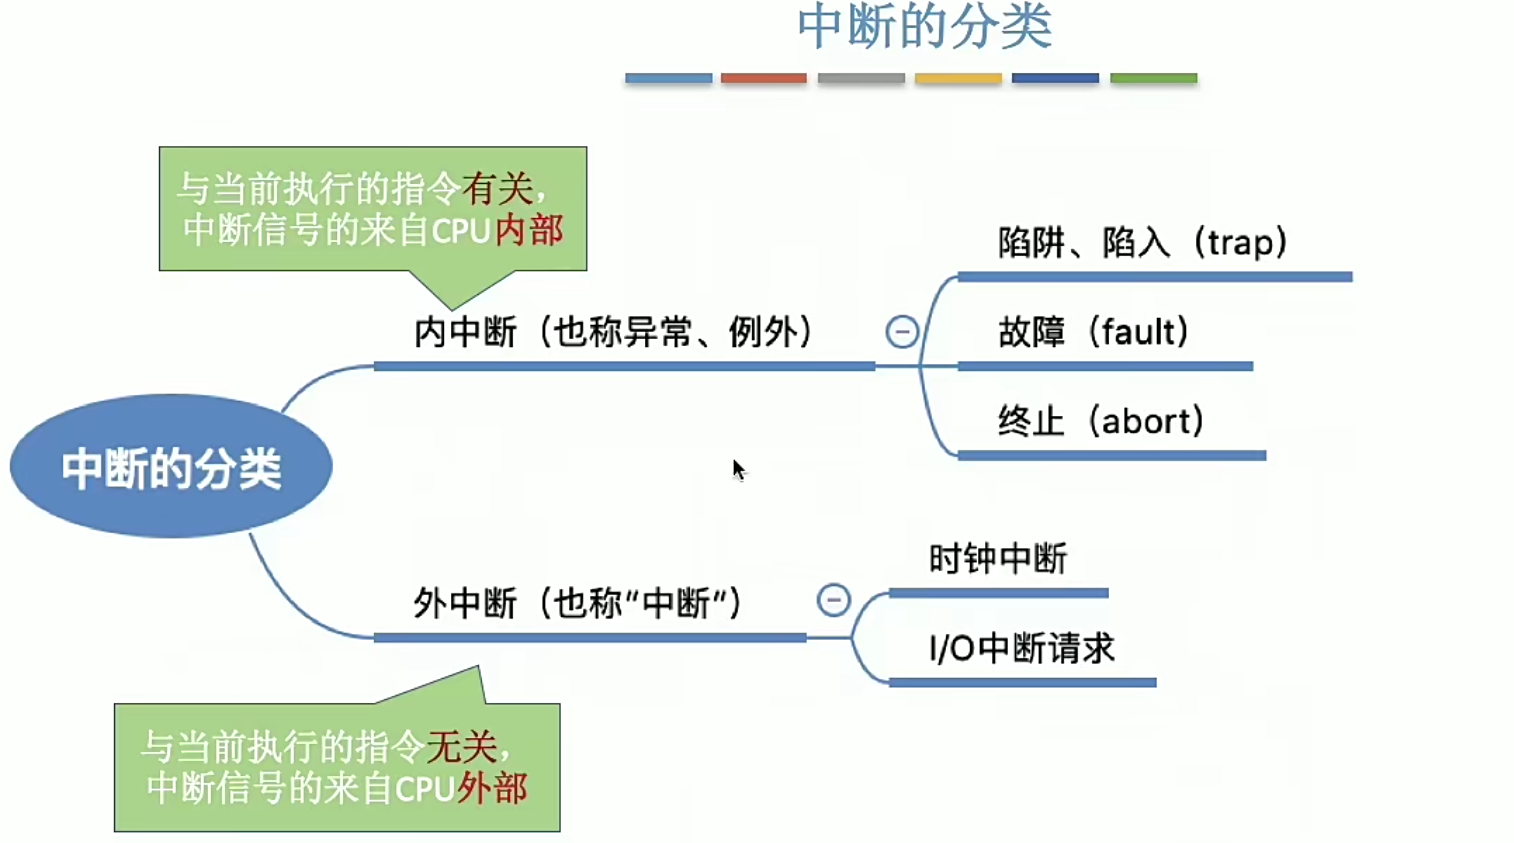 中断的分类
与当前执行的指令有关,
中断信号的来自CPU内部
陷阱、陷入（trap）
内中断（也称异常、例外）
故障（fault）
终止（abort）
中断的分类
时钟中断
外中断（也称"中断"）
I/O中断请求
与当前执行的指令无关,
中断信号的来自CPU外部